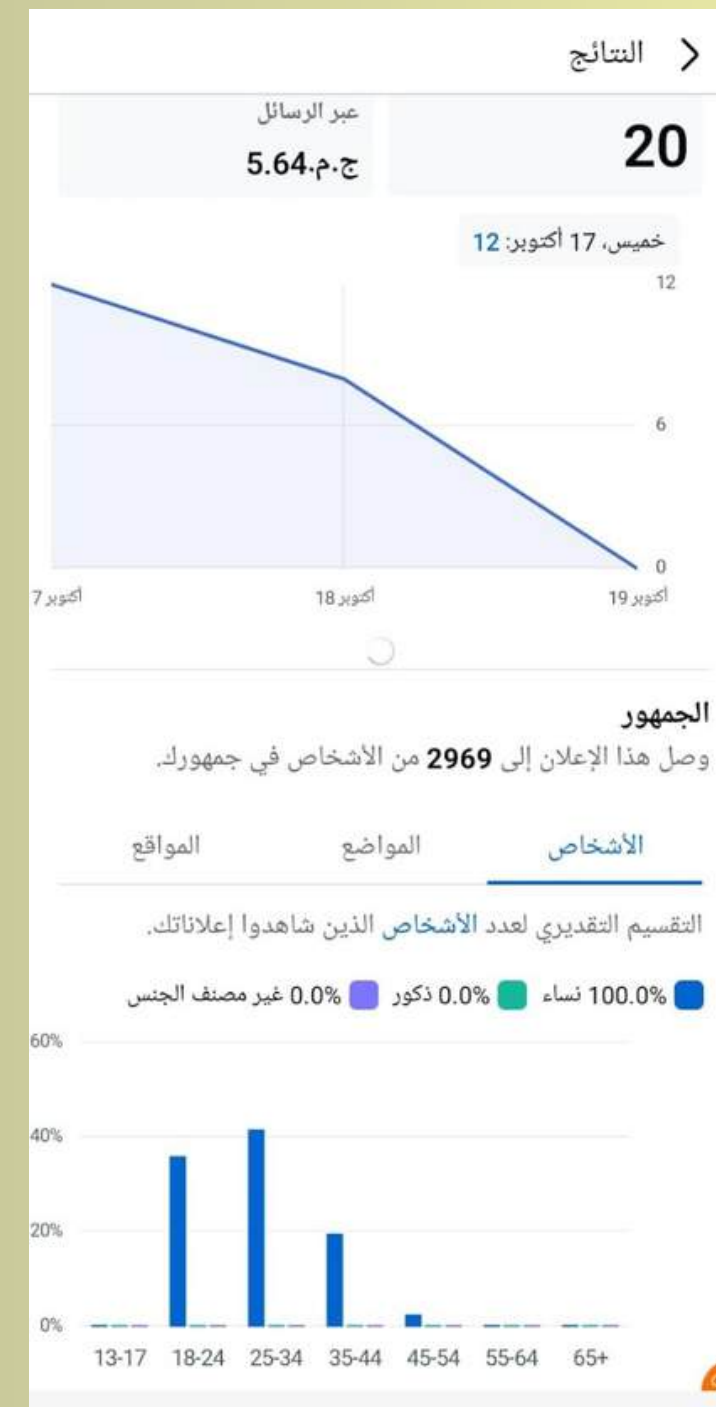 النتائج
20
عبر الرسائل
ج.م.5.64
خميس، 17 أكتوبر: 12
12
6
0
أكتوبر 7
أكتوبر 18
أكتوبر 19
الجمهور
وصل هذا الإعلان إلى 2969 من الأشخاص في جمهورك.
الأشخاص المواضع المواقع
التقسيم التقديري لعدد الأشخاص الذين شاهدوا إعلاناتك.
100.0% نساء 0.0% ذكور 0.0% غير مصنف الجنس
60%
40%
20%
0%
13-17 18-24 25-34 35-44 45-54 55-64 65+